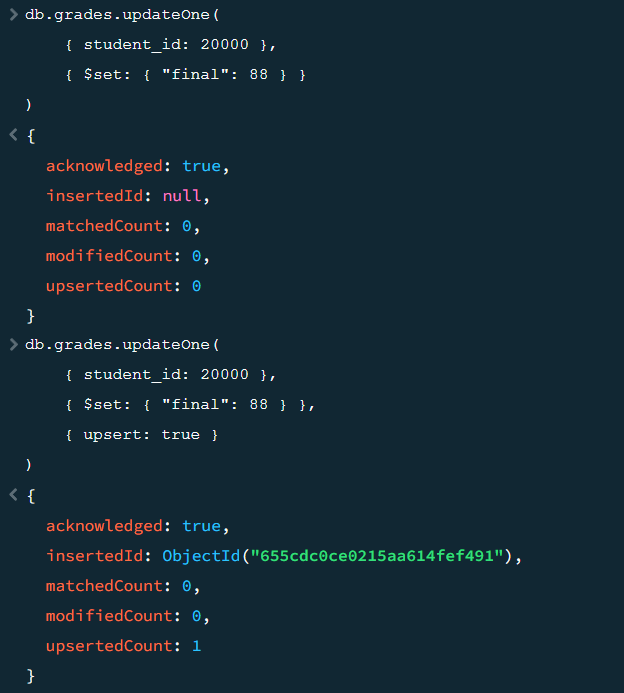 > db.grades.updateOne(
{ student_id: 20000 },
{ $set: { "final": 88 } }
)
< {
acknowledged: true,
insertedId: null,
matchedCount: 0,
modifiedCount: 0,
upsertedCount: 0
}
> db.grades.updateOne(
{ student_id: 20000 },
{ $set: { "final": 88 } },
{ upsert: true }
)
< {
acknowledged: true,
insertedId: ObjectId("655cdc0ce0215aa614fef491"),
matchedCount: 0,
modifiedCount: 0,
upsertedCount: 1
}